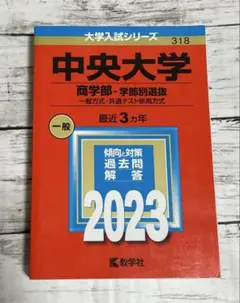 大学入試シリーズ
318
中央大学
商学部-学部別選抜
一般方式・共通テスト併用方式
最近3カ年
一般
傾向と対策
過去問
解答
2023
教学社